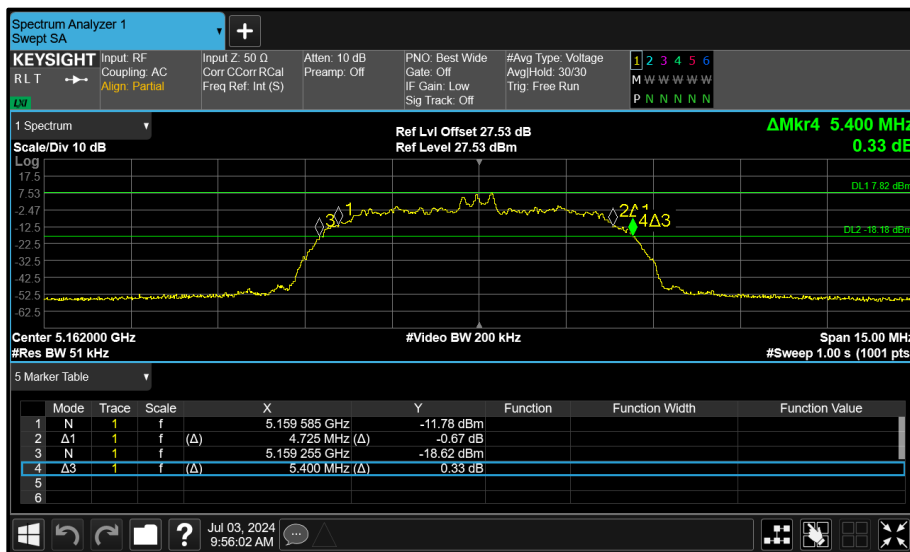 Spectrum Analyzer 1
Swept SA
+
KEYSIGHT Input: RF Input Z: 50 Ω Atten: 10 dB PNO: Best Wide #Avg Type: Voltage 1 2 3 4 5 6
R L T Coupling: AC Corr CCorr RCal Preamp: Off Gate: Off Avg|Hold: 30/30 M W W W W W
Align: Partial Freq Ref: Int (S) IF Gain: Low Trig: Free Run
LXI Sig Track: Off P N N N N N
1 Spectrum Ref Lvl Offset 27.53 dB ΔMkr4 5.400 MHz
Scale/Div 10 dB Ref Level 27.53 dBm 0.33 dB
Log
17.5
7.53 DL1 7.82 dBm
-2.47 1 2Δ1
-12.5 3 4Δ3 DL2 -18.18 dBm
-22.5
-32.5
-42.5
-52.5
-62.5
Center 5.162000 GHz #Video BW 200 kHz Span 15.00 MHz
#Res BW 51 kHz #Sweep 1.00 s (1001 pts
5 Marker Table
Mode Trace Scale X Y Function Function Width Function Value
1 N 1 f 5.159 585 GHz -11.78 dBm
2 Δ1 1 f (Δ) 4.725 MHz (Δ) -0.67 dB
3 N 1 f 5.159 255 GHz -18.62 dBm
4 Δ3 1 f (Δ) 5.400 MHz (Δ) 0.33 dB
5
6
? Jul 03, 2024
9:56:02 AM